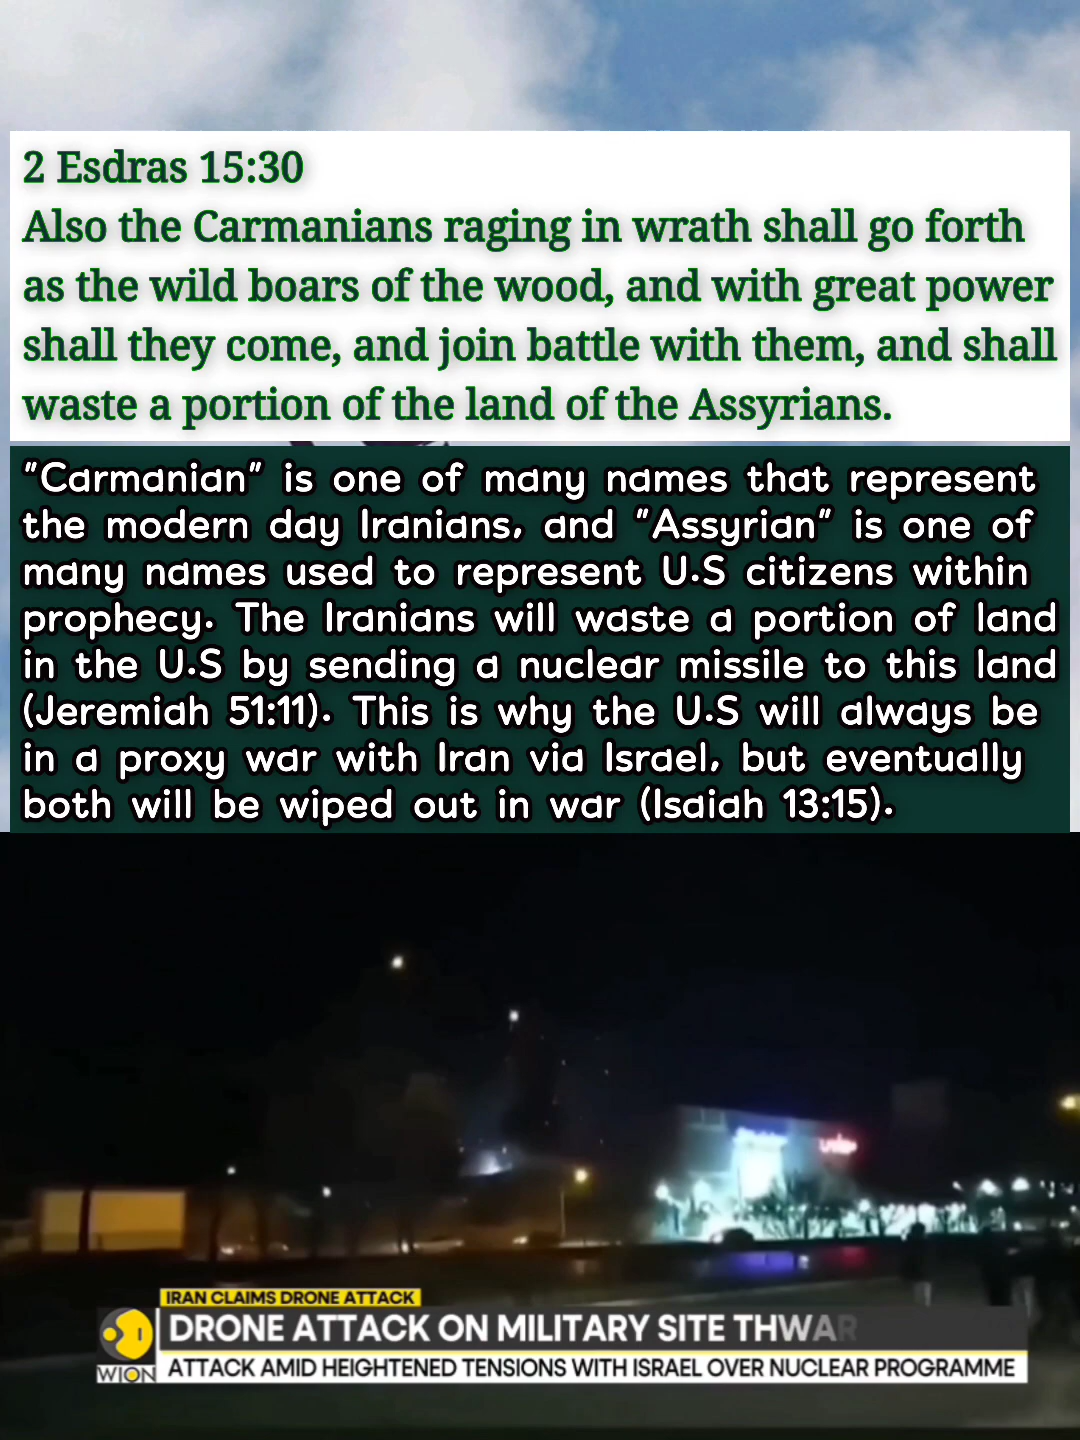 2 Esdras 15:30
Also the Carmanians raging in wrath shall go forth
as the wild boars of the wood, and with great power
shall they come, and join battle with them, and shall
waste a portion of the land of the Assyrians.
"Carmanian" is one of many names that represent
the modern day Iranians, and "Assyrian" is one of
many names used to represent U.S citizens within
prophecy. The Iranians will waste a portion of land
in the U.S by sending a nuclear missile to this land
(Jeremiah 51:11). This is why the U.S will always be
in a proxy war with Iran via Israel, but eventually
both will be wiped out in war (Isaiah 13:15).
IRAN CLAIMS DRONE ATTACK
DRONE ATTACK ON MILITARY SITE THWAR
ATTACK AMID HEIGHTENED TENSIONS WITH ISRAEL OVER NUCLEAR PROGRAMME
WION